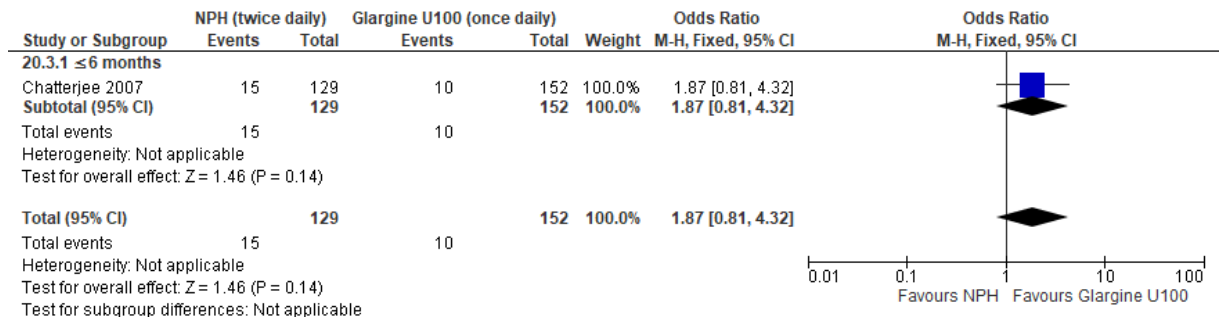 NPH (twice daily) Glargine U100 (once daily) Odds Ratio Odds Ratio
Study or Subgroup Events Total Events Total Weight M-H, Fixed, 95% CI M-H, Fixed, 95% CI
20.3.1 ≤6 months
Chatterjee 2007 15 129 10 152 100.0% 1.87 [0.81, 4.32]
Subtotal (95% CI) 129 152 100.0% 1.87 [0.81, 4.32]
Total events 15 10
Heterogeneity: Not applicable
Test for overall effect: Z = 1.46 (P = 0.14)
Total (95% CI) 129 152 100.0% 1.87 [0.81, 4.32]
Total events 15 10
Heterogeneity: Not applicable
Test for overall effect: Z = 1.46 (P = 0.14)
Test for subgroup differences: Not applicable
0.01 0.1 1 10 100
Favours NPH Favours Glargine U100